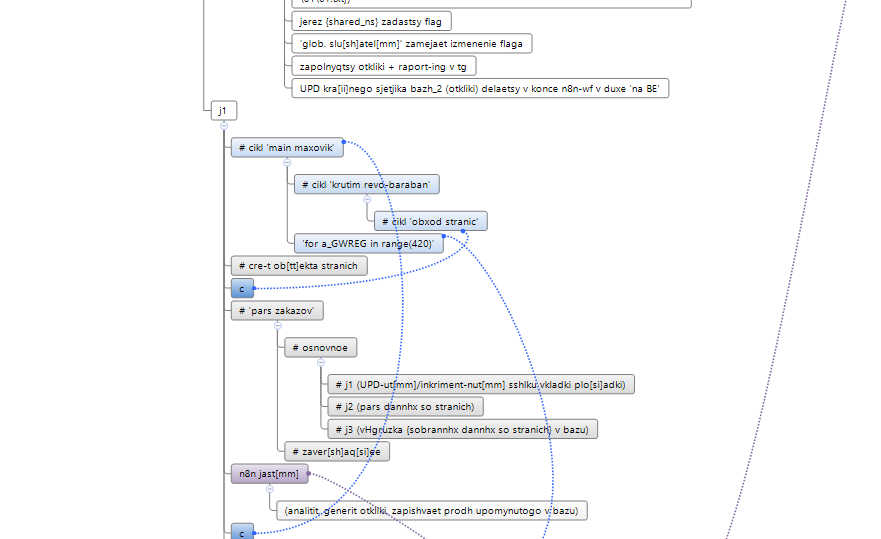 jerez {shared_ns} zadastsy flag
'glob. slu[sh]atel[mm]' zamejaet izmenenie flaga
zapolnyqtsy otkliki + raport-ing v tg
UPD kra[ii]nego sjetjika bazh_2 (otkliki) delaetsy v konce n8n-wf v duxe 'na BE'
j1
# cikl 'main maxovik'
# cikl 'krutim revo-baraban'
# cikl 'obxod stranic'
'for a_GWREG in range(420)'
# cre-t ob[tt]ekta stranich
c
# 'pars zakazov'
# osnovnoe
# j1 (UPD-ut[mm]/inkriment-nut[mm] sshlku vkladki plo[si]adki)
# j2 (pars dannhx so stranich)
# j3 (vHgruzka {sobrannhx dannhx so stranich} v bazu)
# zaver[sh]aq[si]ee
n8n jast[mm]
(analitit, generit otkliki, zapishvaet prodh upomynutogo v bazu)
c